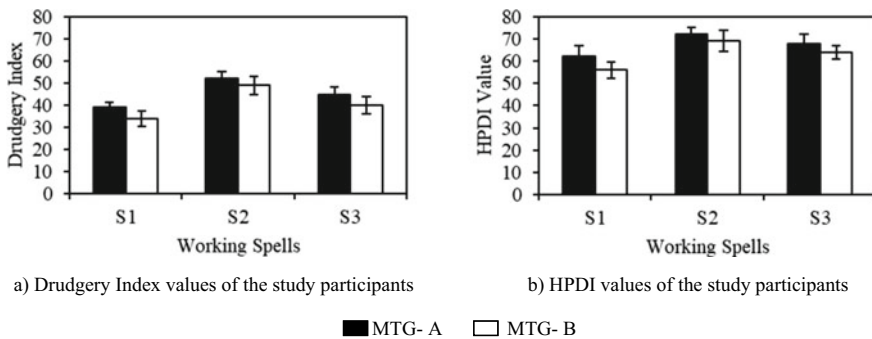 80
70
60
50
40
30
20
10
0
Drudgery Index
S1 S2 S3
Working Spells
a) Drudgery Index values of the study participants
80
70
60
50
40
30
20
10
0
HPDI Value
S1 S2 S3
Working Spells
b) HPDI values of the study participants
MTG- A MTG- B